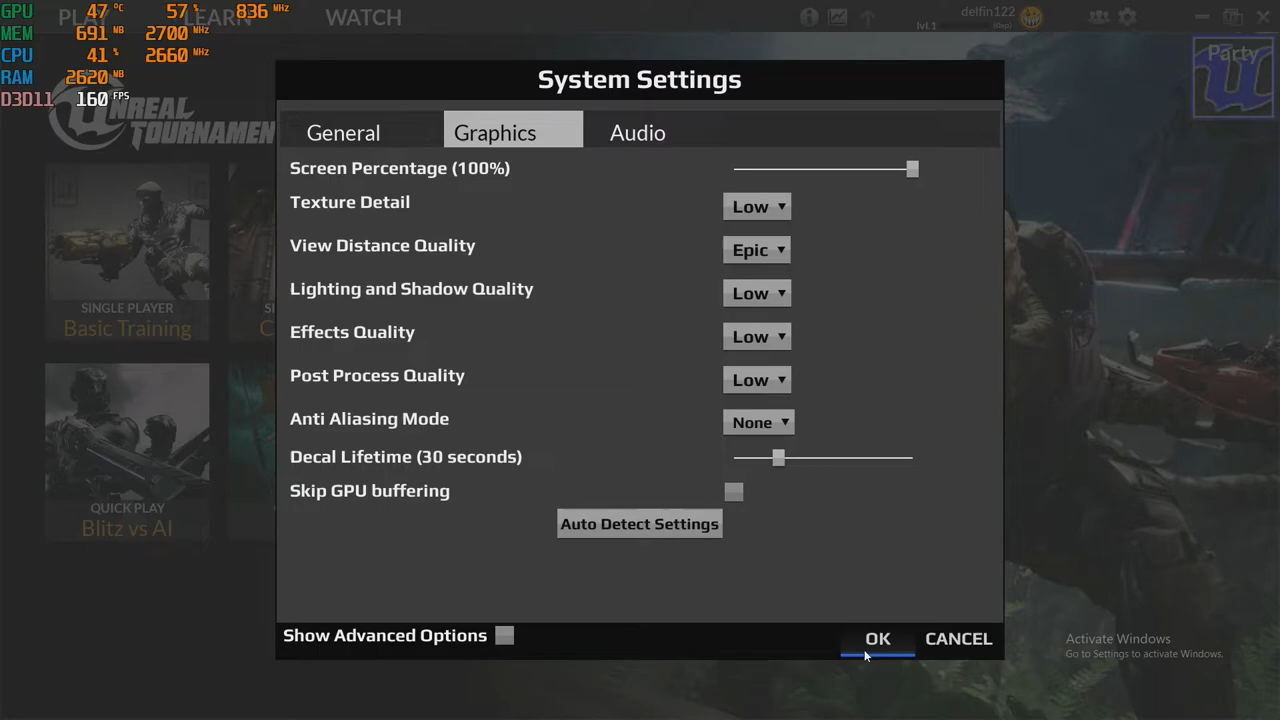 GPU 47 °C 57 % 836 MHz
MEM 691 MB 2700 MHz
CPU 41 % 2660 MHz
RAM 2620 MB
D3D11 160 FPS
PLAY LEARN WATCH
delfin122
lvl.1 (0xp)
Party
UNREAL
TOURNAMEN
System Settings
General Graphics Audio
Screen Percentage (100%)
Texture Detail Low
View Distance Quality Epic
Lighting and Shadow Quality Low
Effects Quality Low
Post Process Quality Low
Anti Aliasing Mode None
Decal Lifetime (30 seconds)
Skip GPU buffering
Auto Detect Settings
Show Advanced Options
OK CANCEL
SINGLE PLAYER
Basic Training
QUICK PLAY
Blitz vs AI
Activate Windows
Go to Settings to activate Windows.